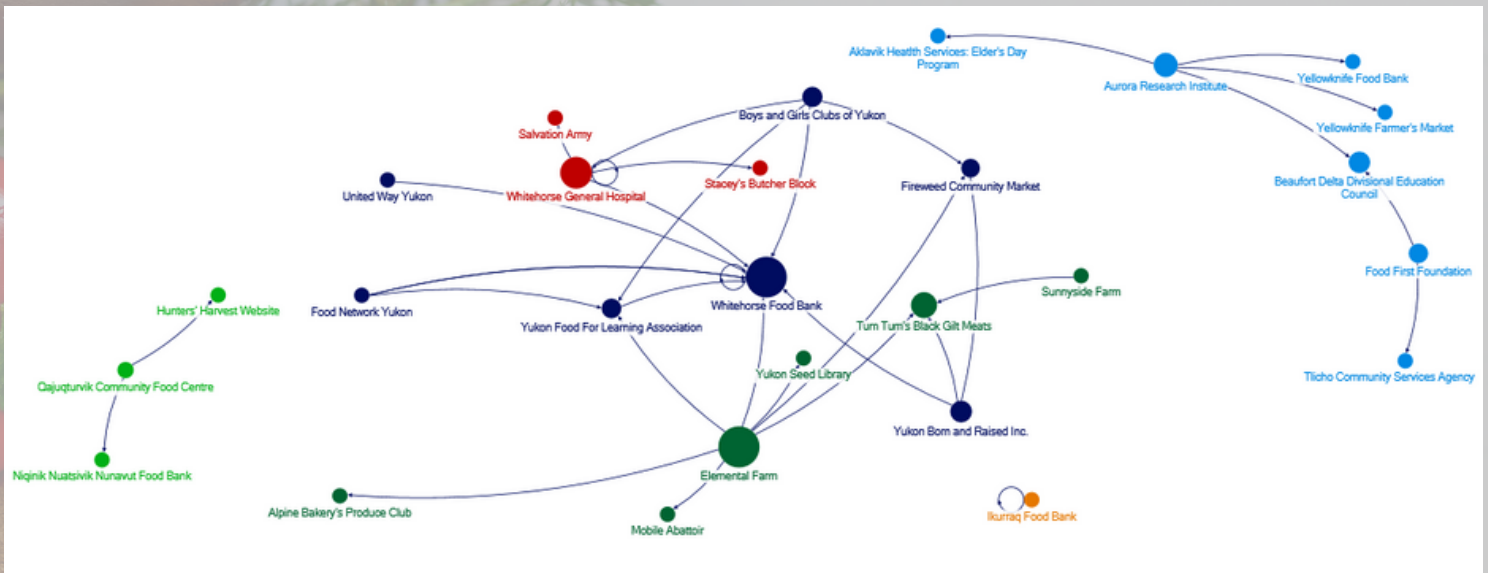 Aklavik Health Services: Elder's Day
Program
Aurora Research Institute
Yellowknife Food Bank
Boys and Girls Clubs of Yukon
Yellowknife Farmer's Market
Salvation Army
Stacey's Butcher Block
Fireweed Community Market
Beaufort Delta Divisional Education
Council
United Way Yukon
Whitehorse General Hospital
Food First Foundation
Sunnyside Farm
Hunters' Harvest Website
Food Network Yukon
Whitehorse Food Bank
Yukon Food For Learning Association
Tum Tum's Black Gilt Meats
Yukon Seed Library
Tlicho Community Services Agency
Qajuqturvik Community Food Centre
Yukon Born and Raised Inc.
Niqinik Nuatsivik Nunavut Food Bank
Elemental Farm
Alpine Bakery's Produce Club
Mobile Abattoir
Ikurraq Food Bank